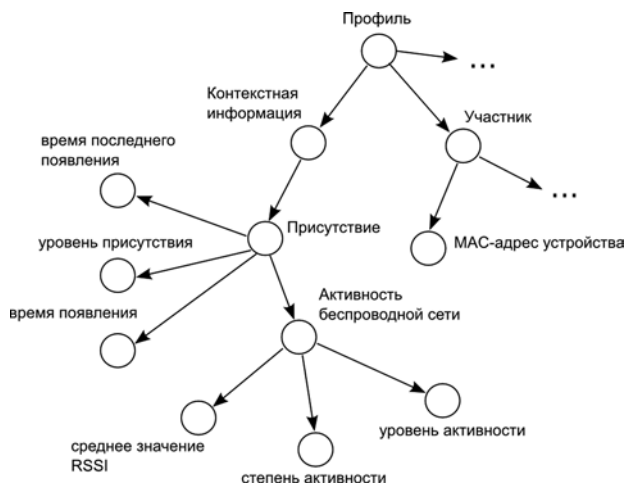 Профиль
...
Контекстная
информация
Участник
время последнего
появления
...
Присутствие
уровень присутствия
MAC-адрес устройства
Активность
беспроводной сети
время появления
уровень активности
среднее значение
RSSI
степень активности